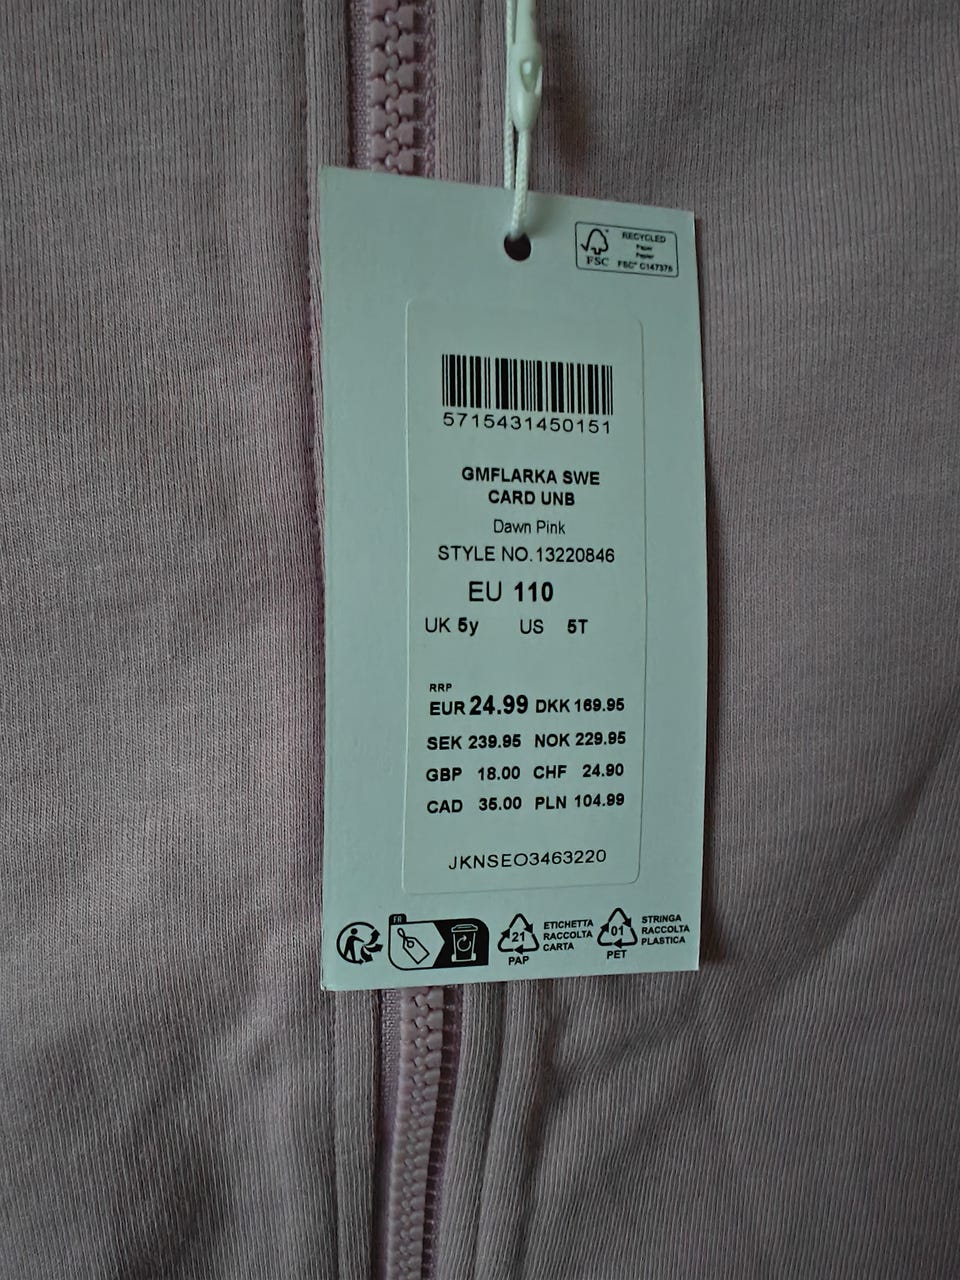 FSC
RECYCLED
Paper
Papier
FSC® C147376
5715431450151
GMFLARKA SWE
CARD UNB
Dawn Pink
STYLE NO. 13220846
EU 110
UK 5y US 5T
RRP
EUR 24.99 DKK 169.95
SEK 239.95 NOK 229.95
GBP 18.00 CHF 24.90
CAD 35.00 PLN 104.99
JKNSEO3463220
FR
21
PAP
ETICHETTA
RACCOLTA
CARTA
01
PET
STRINGA
RACCOLTA
PLASTICA